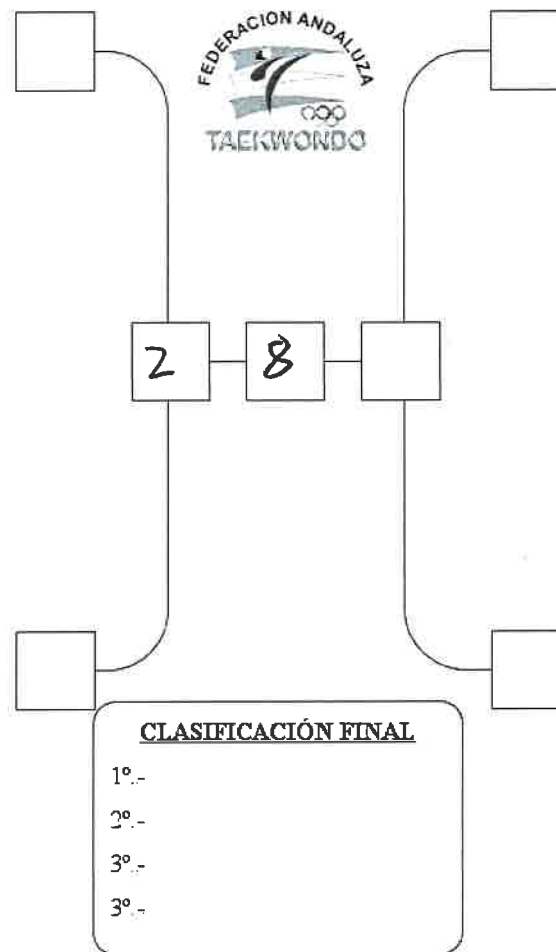 FEDERACION ANDALUZA
TAEKWONDO
2 8
CLASIFICACIÓN FINAL
1º.-
2º.-
3º.-
3º.-